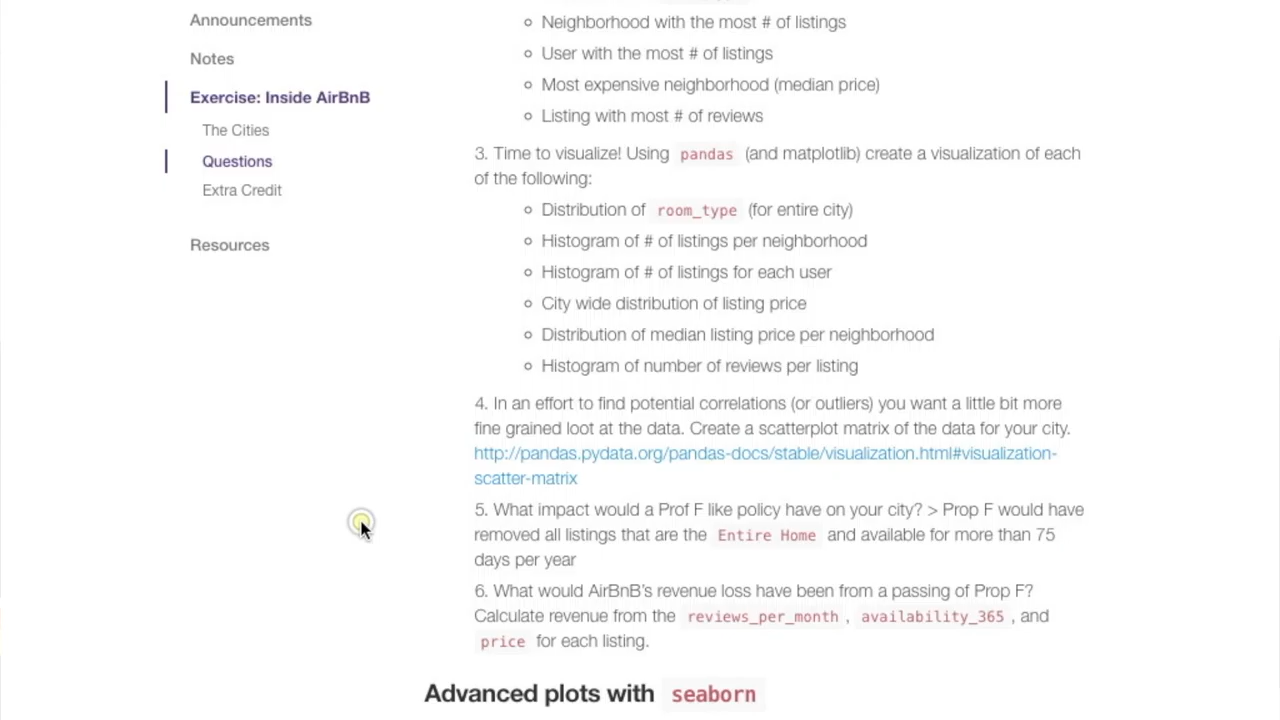 Announcements
Notes
Exercise: Inside AirBnB
The Cities
Questions
Extra Credit
Resources
Neighborhood with the most # of listings
User with the most # of listings
Most expensive neighborhood (median price)
Listing with most # of reviews
3. Time to visualize! Using pandas (and matplotlib) create a visualization of each
of the following:
Distribution of room_type (for entire city)
Histogram of # of listings per neighborhood
Histogram of # of listings for each user
City wide distribution of listing price
Distribution of median listing price per neighborhood
Histogram of number of reviews per listing
4. In an effort to find potential correlations (or outliers) you want a little bit more
fine grained loot at the data. Create a scatterplot matrix of the data for your city.
http://pandas.pydata.org/pandas-docs/stable/visualization.html#visualization-
scatter-matrix
5. What impact would a Prof F like policy have on your city? > Prop F would have
removed all listings that are the Entire Home and available for more than 75
days per year
6. What would AirBnB's revenue loss have been from a passing of Prop F?
Calculate revenue from the reviews_per_month , availability_365 , and
price for each listing.
Advanced plots with seaborn